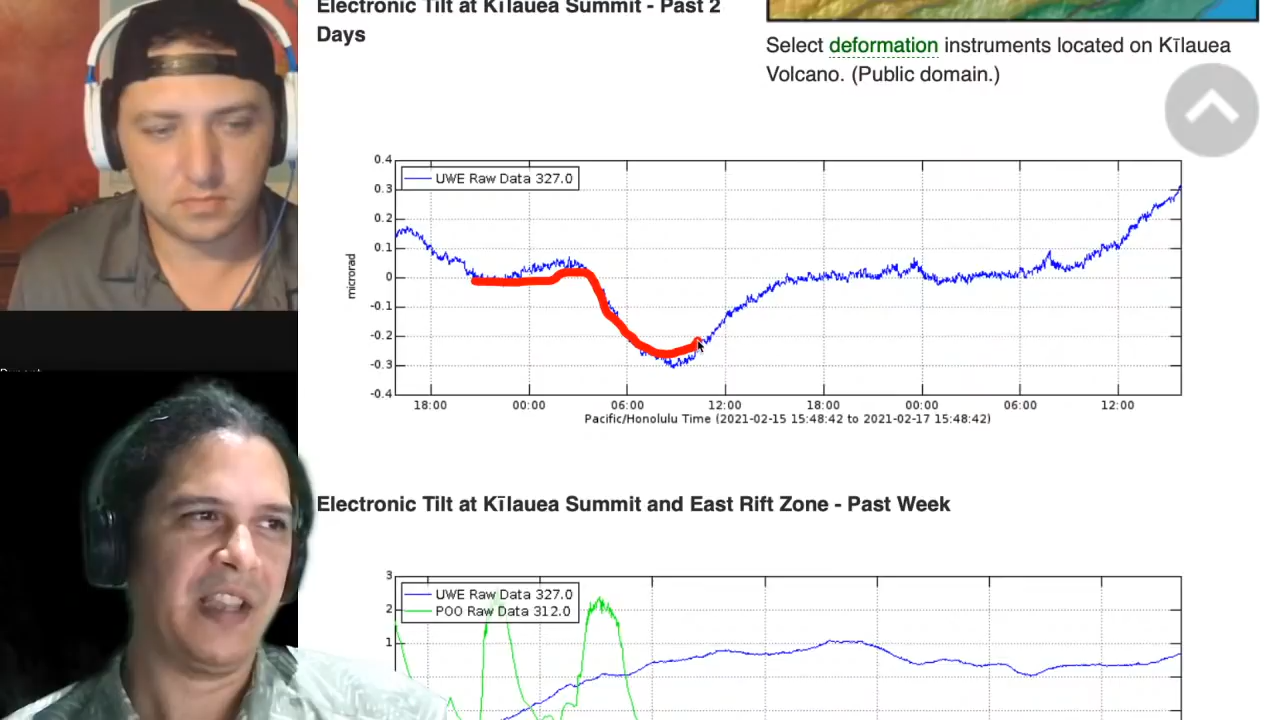 Electronic Tilt at Kīlauea Summit - Past 2
Days
Select deformation instruments located on Kīlauea
Volcano. (Public domain.)
0.4
0.3
0.2
0.1
0
-0.1
-0.2
-0.3
-0.4
microrad
UWE Raw Data 327.0
18:00 00:00 06:00 12:00 18:00 00:00 06:00 12:00
Pacific/Honolulu Time (2021-02-15 15:48:42 to 2021-02-17 15:48:42)
Electronic Tilt at Kīlauea Summit and East Rift Zone - Past Week
3
2
1
UWE Raw Data 327.0
POO Raw Data 312.0